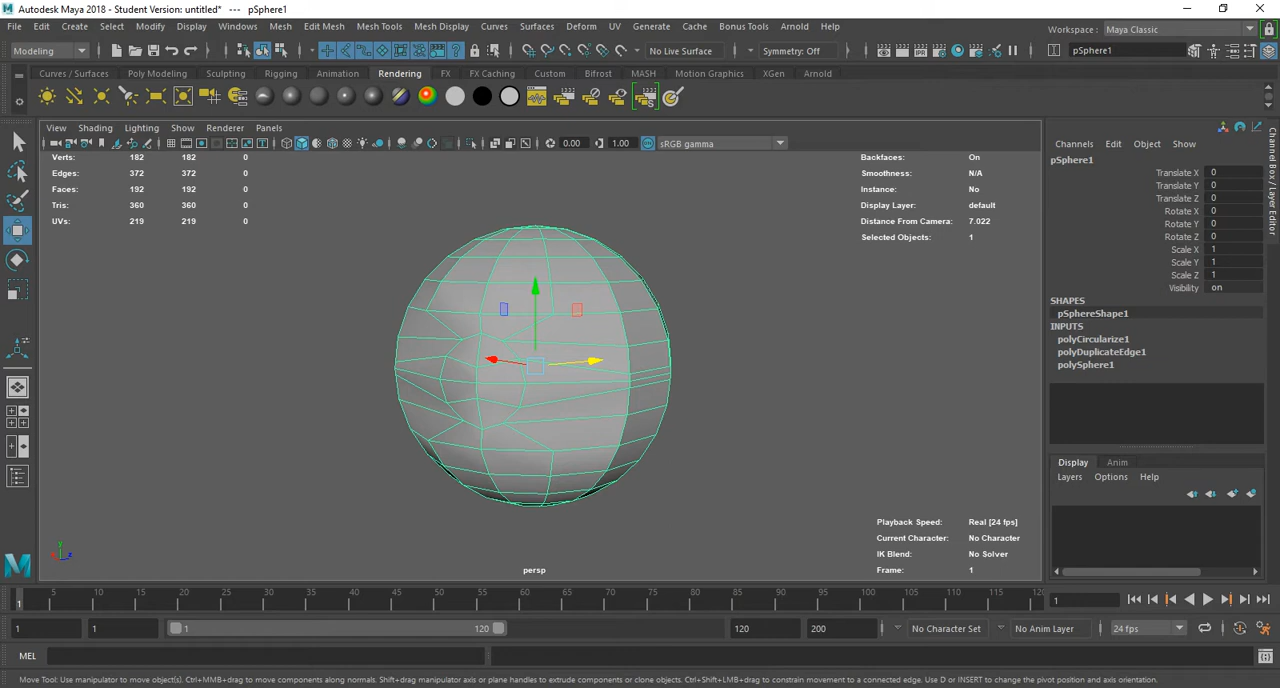 Autodesk Maya 2018 - Student Version: untitled* --- pSphere1
File Edit Create Select Modify Display Windows Mesh Edit Mesh Mesh Tools Mesh Display Curves Surfaces Deform UV Generate Cache Bonus Tools Arnold Help
Workspace: Maya Classic
Modeling No Live Surface Symmetry: Off pSphere1
Curves / Surfaces Poly Modeling Sculpting Rigging Animation Rendering FX FX Caching Custom Bifrost MASH Motion Graphics XGen Arnold
View Shading Lighting Show Renderer Panels
0.00 1.00 sRGB gamma
Verts: 182 182 0
Edges: 372 372 0
Faces: 192 192 0
Tris: 360 360 0
UVs: 219 219 0
Backfaces: On
Smoothness: N/A
Instance: No
Display Layer: default
Distance From Camera: 7.022
Selected Objects: 1
Playback Speed: Real [24 fps]
Current Character: No Character
IK Blend: No Solver
Frame: 1
persp
y
x z
Channels Edit Object Show
pSphere1
Translate X 0
Translate Y 0
Translate Z 0
Rotate X 0
Rotate Y 0
Rotate Z 0
Scale X 1
Scale Y 1
Scale Z 1
Visibility on
SHAPES
pSphereShape1
INPUTS
polyCircularize1
polyDuplicateEdge1
polySphere1
Display Anim
Layers Options Help
Channel Box / Layer Editor
1 5 10 15 20 25 30 35 40 45 50 55 60 65 70 75 80 85 90 95 100 105 110 115 120 1
1 1 1 120 120 200 No Character Set No Anim Layer 24 fps
MEL
Move Tool: Use manipulator to move object(s). Ctrl+MMB+drag to move components along normals. Shift+drag manipulator axis or plane handles to extrude components or clone objects. Ctrl+Shift+LMB+drag to constrain movement to a connected edge. Use D or INSERT to change the pivot position and axis orientation.